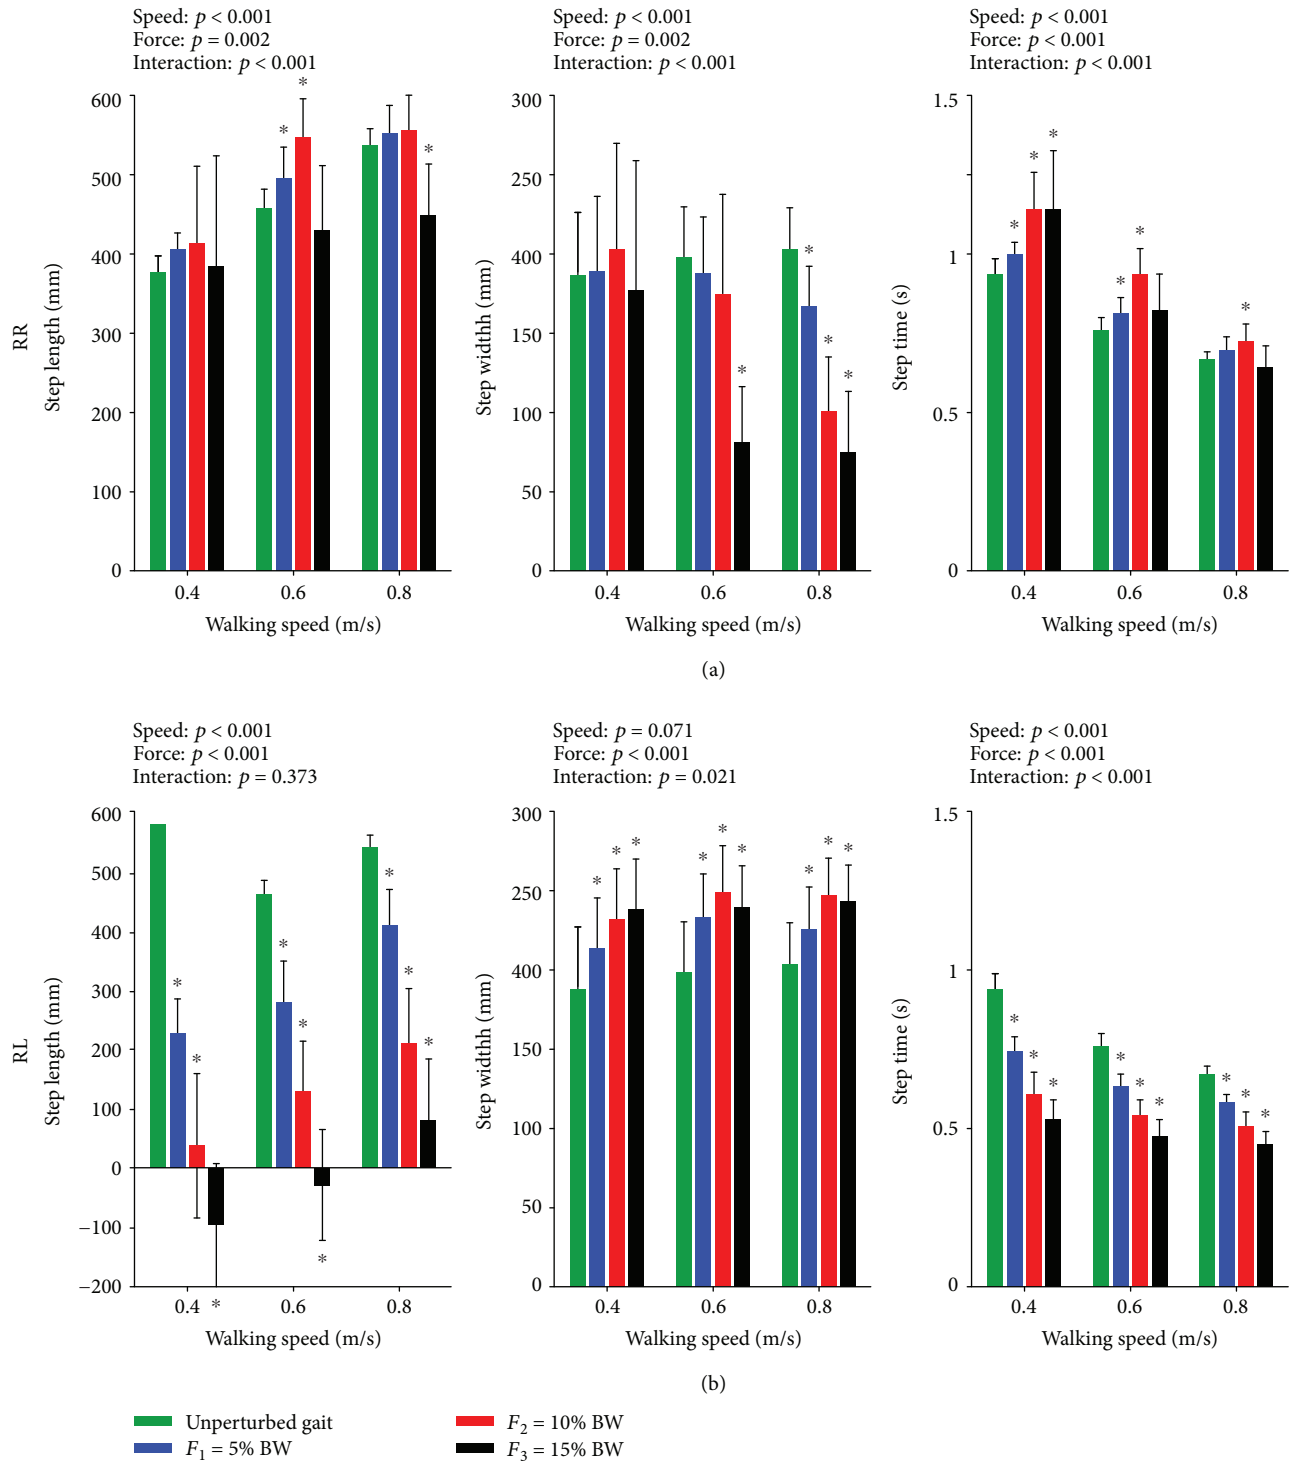 Speed: p < 0.001
Force: p = 0.002
Interaction: p < 0.001
Speed: p < 0.001
Force: p = 0.002
Interaction: p < 0.001
Speed: p < 0.001
Force: p < 0.001
Interaction: p < 0.001
RR
Step length (mm)
600
500
400
300
200
100
0
* * *
0.4 0.6 0.8
Walking speed (m/s)
Step widthh (mm)
300
250
400
150
100
50
0
* * * *
0.4 0.6 0.8
Walking speed (m/s)
Step time (s)
1.5
1
0.5
0
* * * * * *
0.4 0.6 0.8
Walking speed (m/s)
(a)
Speed: p < 0.001
Force: p < 0.001
Interaction: p = 0.373
Speed: p = 0.071
Force: p < 0.001
Interaction: p = 0.021
Speed: p < 0.001
Force: p < 0.001
Interaction: p < 0.001
RL
Step length (mm)
600
500
400
300
200
100
0
−100
−200
* * * * * * * * *
0.4 0.6 0.8
Walking speed (m/s)
Step widthh (mm)
300
250
400
150
100
50
0
* * * * * * * * *
0.4 0.6 0.8
Walking speed (m/s)
Step time (s)
1.5
1
0.5
0
* * * * * * * * *
0.4 0.6 0.8
Walking speed (m/s)
(b)
Unperturbed gait
F1 = 5% BW
F2 = 10% BW
F3 = 15% BW